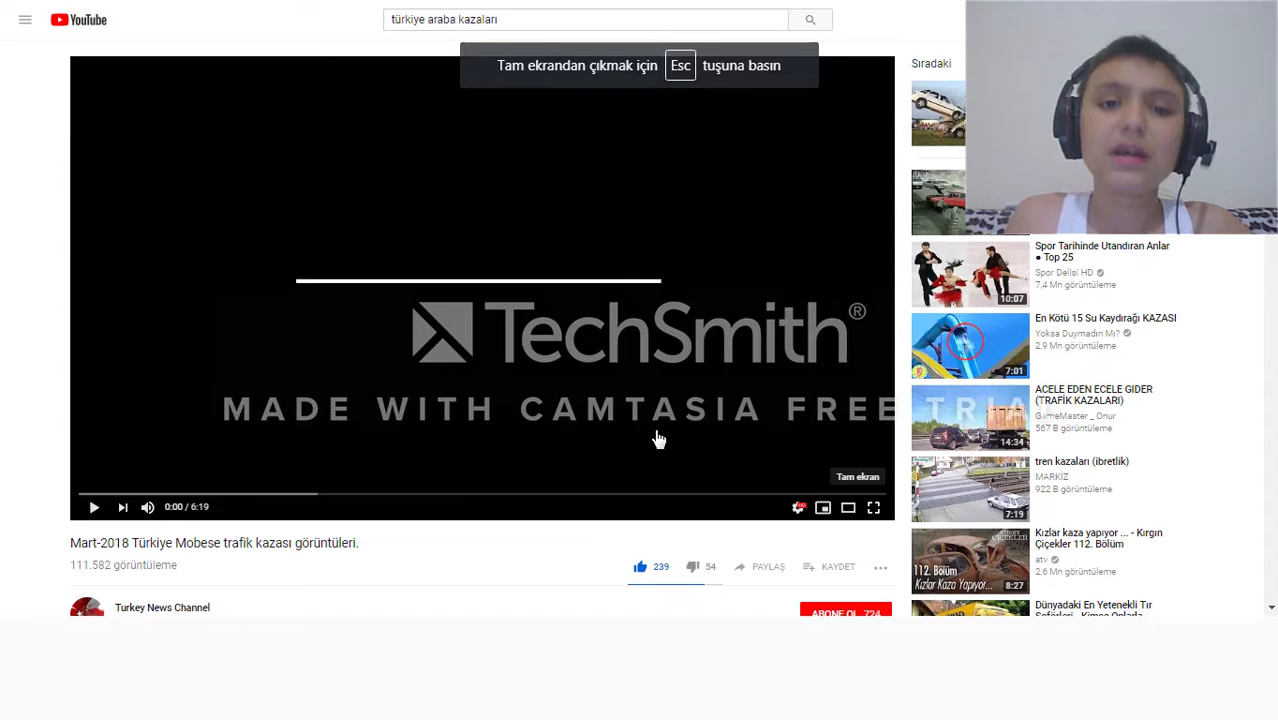 YouTube
türkiye araba kazaları
Tam ekrandan çıkmak için Esc tuşuna basın
Sıradaki
TechSmith®
MADE WITH CAMTASIA FREE TRIAL
Tam ekran
0:00 / 6:19
Mart-2018 Türkiye Mobese trafik kazası görüntüleri.
111.582 görüntüleme
239
54
PAYLAŞ
KAYDET
Turkey News Channel
ABONE OL 724
Spor Tarihinde Utandıran Anlar
● Top 25
Spor Delisi HD
7,4 Mn görüntüleme
10:07
En Kötü 15 Su Kaydırağı KAZASI
Yoksa Duymadın Mı?
2,9 Mn görüntüleme
7:01
ACELE EDEN ECELE GIDER
(TRAFİK KAZALARI)
GameMaster _ Onur
567 B görüntüleme
14:34
tren kazaları (ibretlik)
MARKİZ
922 B görüntüleme
7:19
Kızlar kaza yapıyor ... - Kırgın
Çiçekler 112. Bölüm
atv
2,6 Mn görüntüleme
112. Bölüm
Kızlar Kaza Yapıyor...
8:27
Dünyadaki En Yetenekli Tır